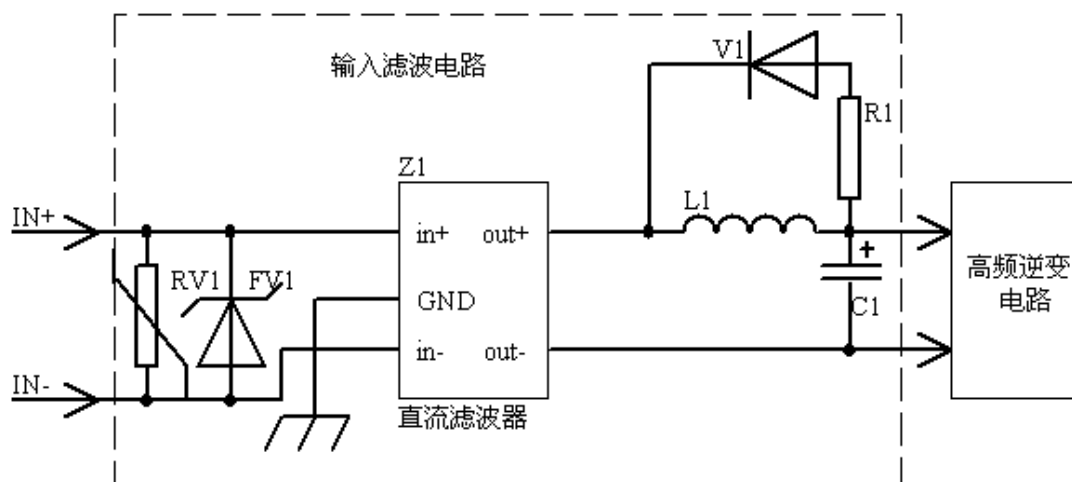 输入滤波电路
V1
R1
Z1
L1
IN+
in+
out+
RV1
FV1
GND
+
C1
高频逆变
电路
in-
out-
IN-
直流滤波器